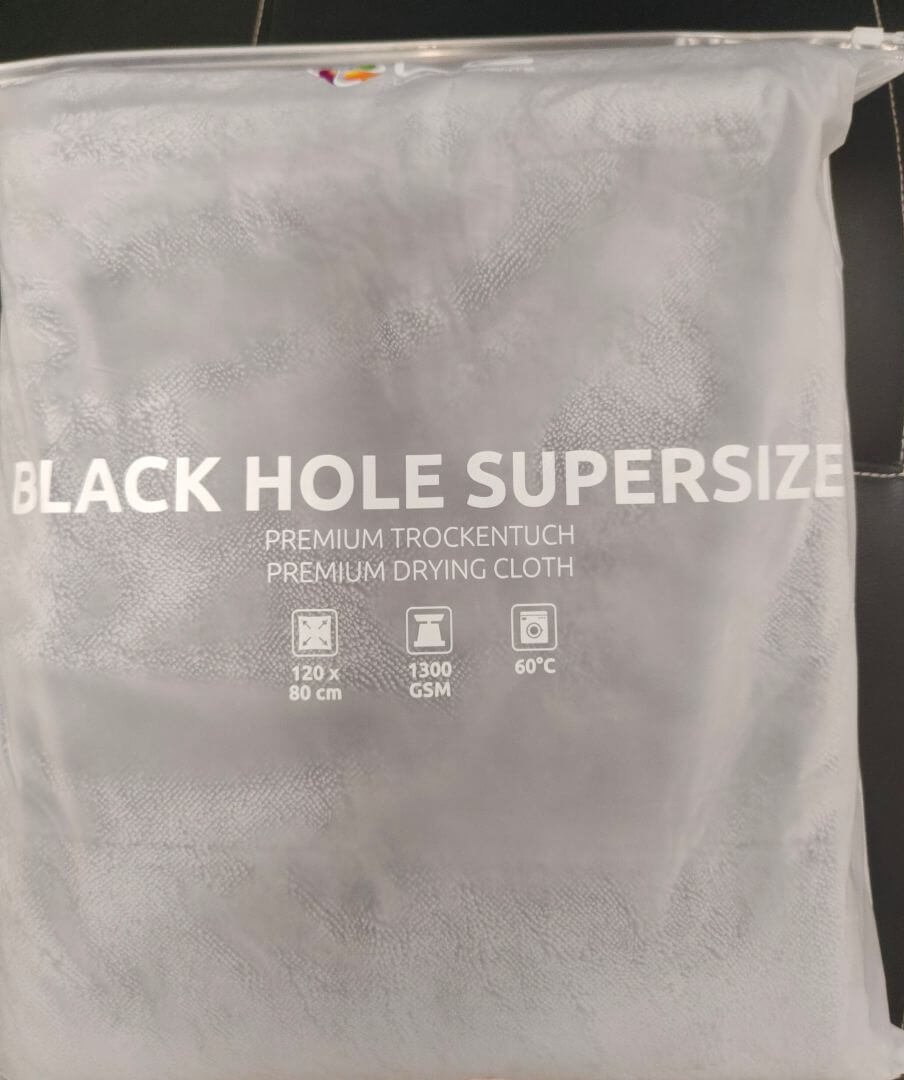 BLACK HOLE SUPERSIZE
PREMIUM TROCKENTUCH
PREMIUM DRYING CLOTH
120 x
80 cm
1300
GSM
60°C